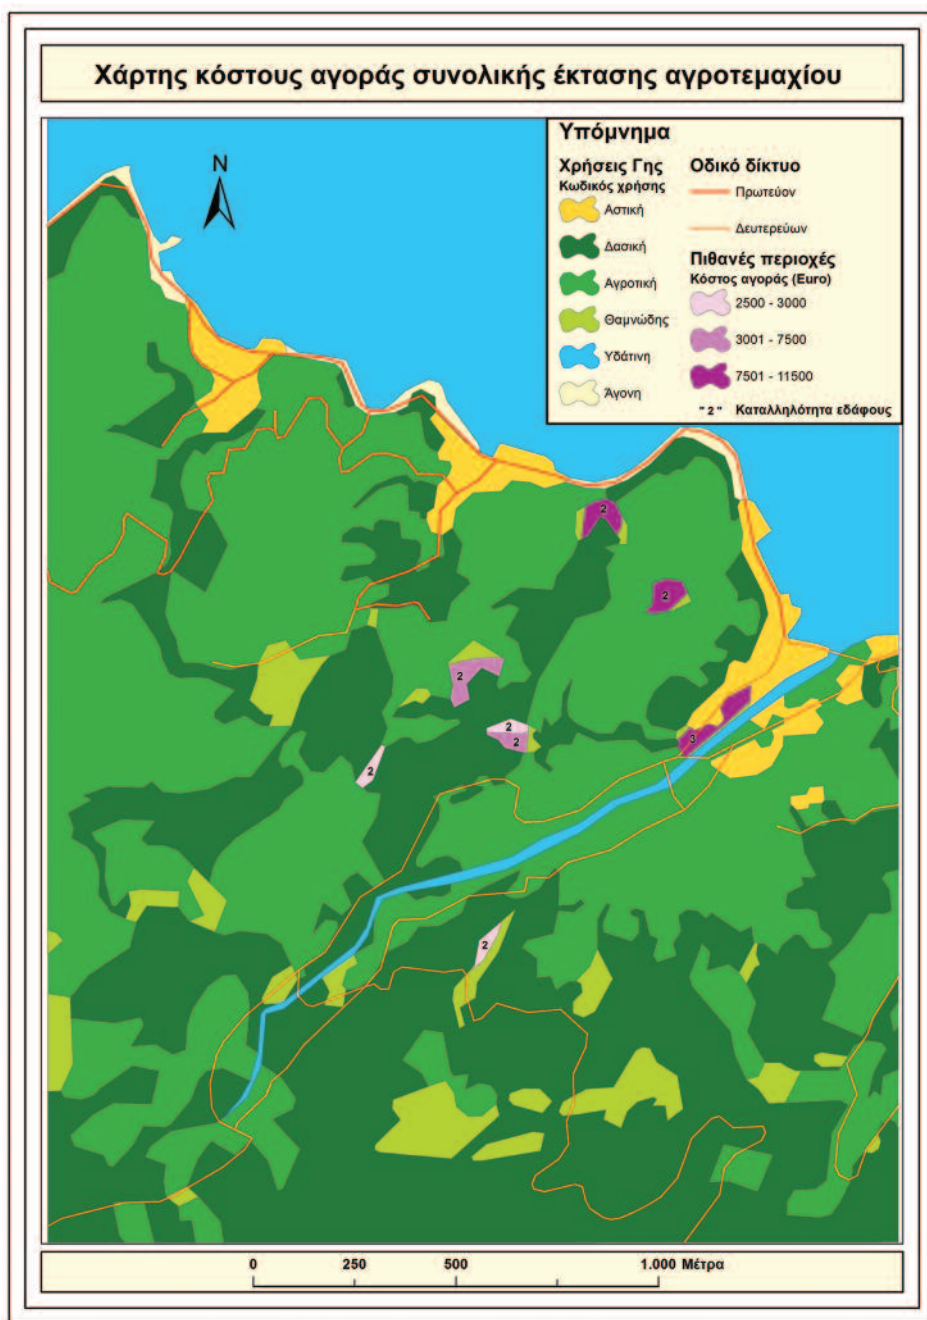 Χάρτης κόστους αγοράς συνολικής έκτασης αγροτεμαχίου
N
Υπόμνημα
Χρήσεις Γης
Κωδικός χρήσης
Αστική
Δασική
Αγροτική
Θαμνώδης
Υδάτινη
Άγονη
Οδικό δίκτυο
Πρωτεύον
Δευτερεύων
Πιθανές περιοχές
Κόστος αγοράς (Euro)
2500 - 3000
3001 - 7500
7501 - 11500
" 2 " Καταλληλότητα εδάφους
2
2
2
2
2
3
2
2
0 250 500 1.000 Μέτρα